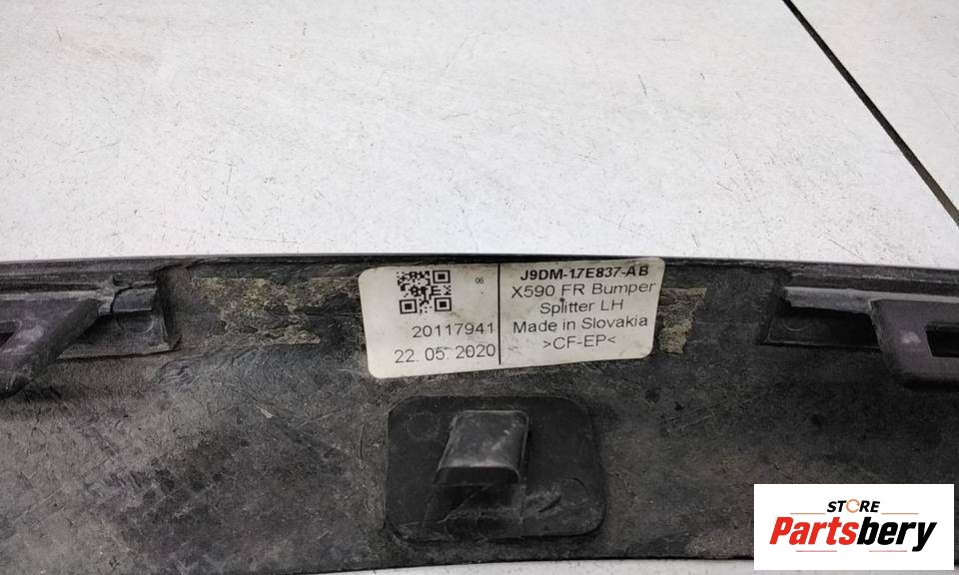 06
20117941
22.05.2020
J9DM-17E837-AB
X590 FR Bumper
Splitter LH
Made in Slovakia
>CF-EP<
STORE
Partsbery